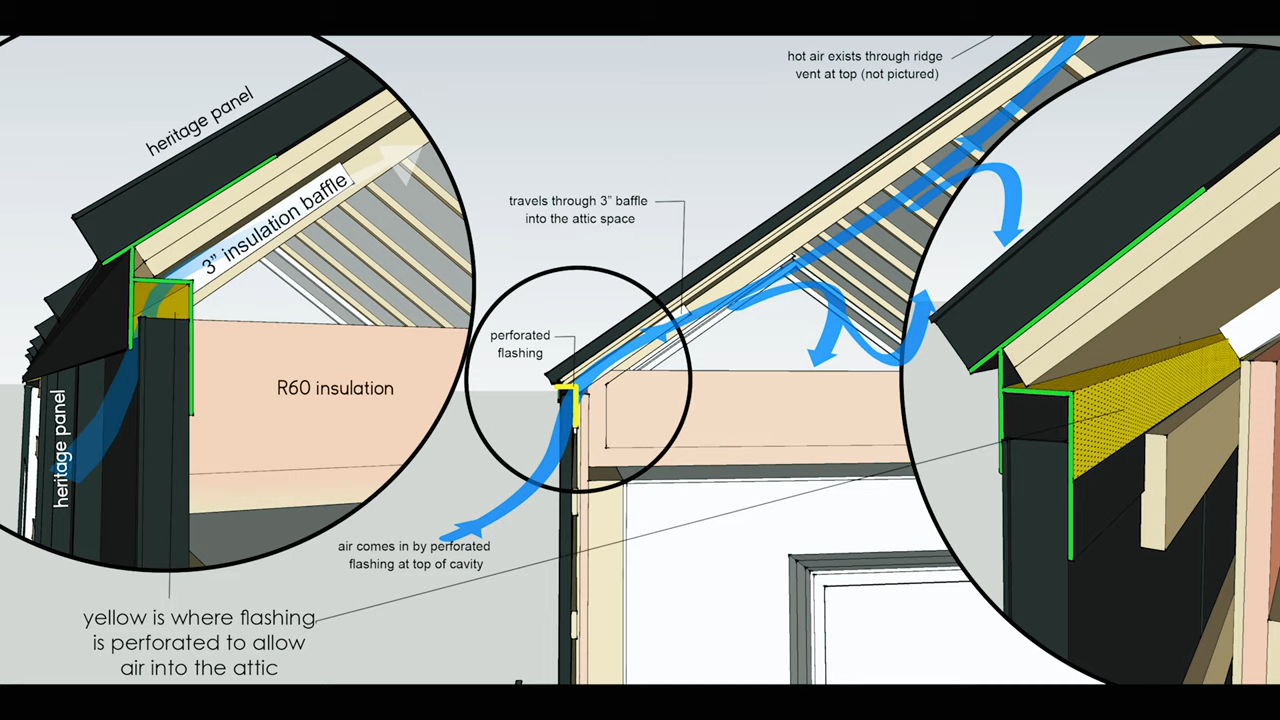 hot air exists through ridge
vent at top (not pictured)
heritage panel
3" insulation baffle
travels through 3" baffle
into the attic space
perforated
flashing
R60 insulation
heritage panel
air comes in by perforated
flashing at top of cavity
yellow is where flashing
is perforated to allow
air into the attic